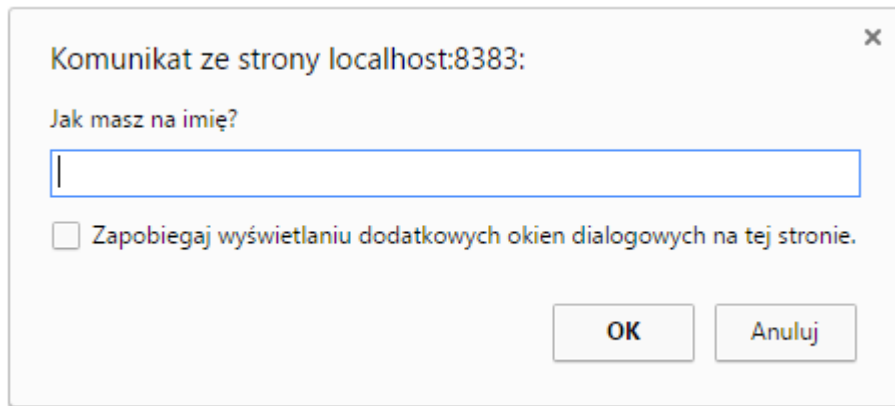 Komunikat ze strony localhost:8383:
Jak masz na imię?
Zapobiegaj wyświetlaniu dodatkowych okien dialogowych na tej stronie.
OK
Anuluj